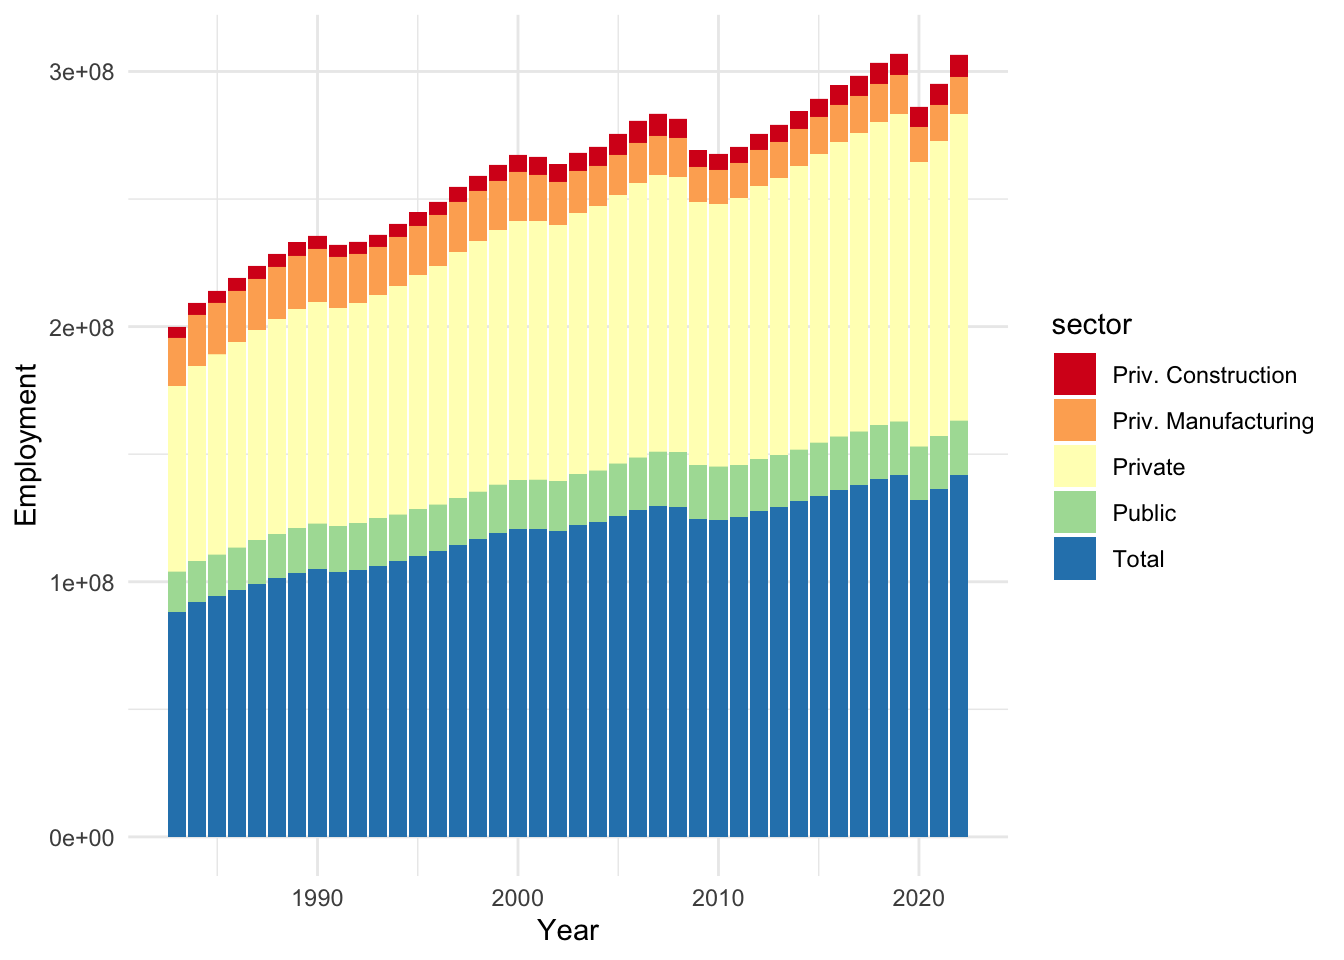 3e+08
2e+08
1e+08
0e+00
Employment
1990
2000
2010
2020
Year
sector
Priv. Construction
Priv. Manufacturing
Private
Public
Total